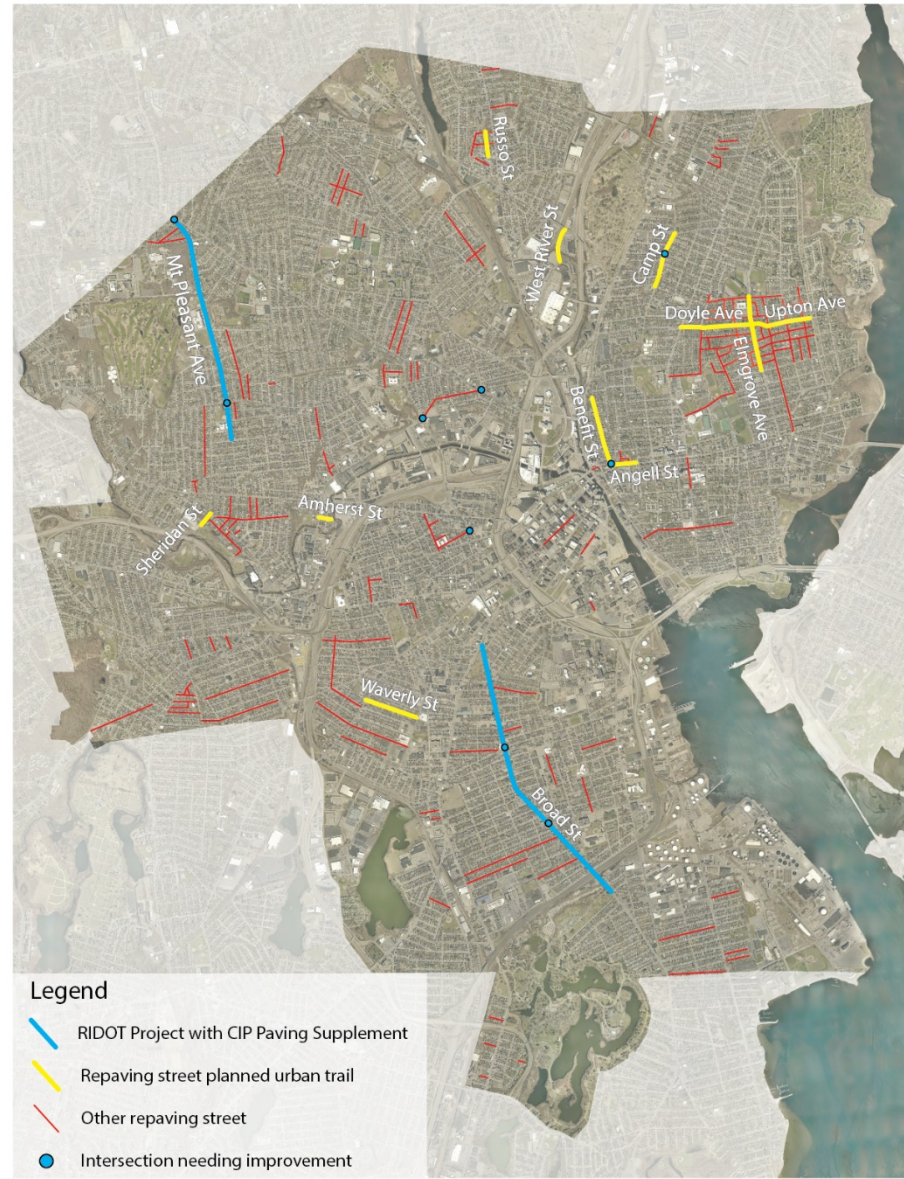 Russo St
West River St
Camp St
Mt Pleasant Ave
Doyle Ave
Upton Ave
Elmgrove Ave
Benefit St
Angell St
Sheridan St
Amherst St
Waverly St
Broad St
Legend
RIDOT Project with CIP Paving Supplement
Repaving street planned urban trail
Other repaving street
Intersection needing improvement